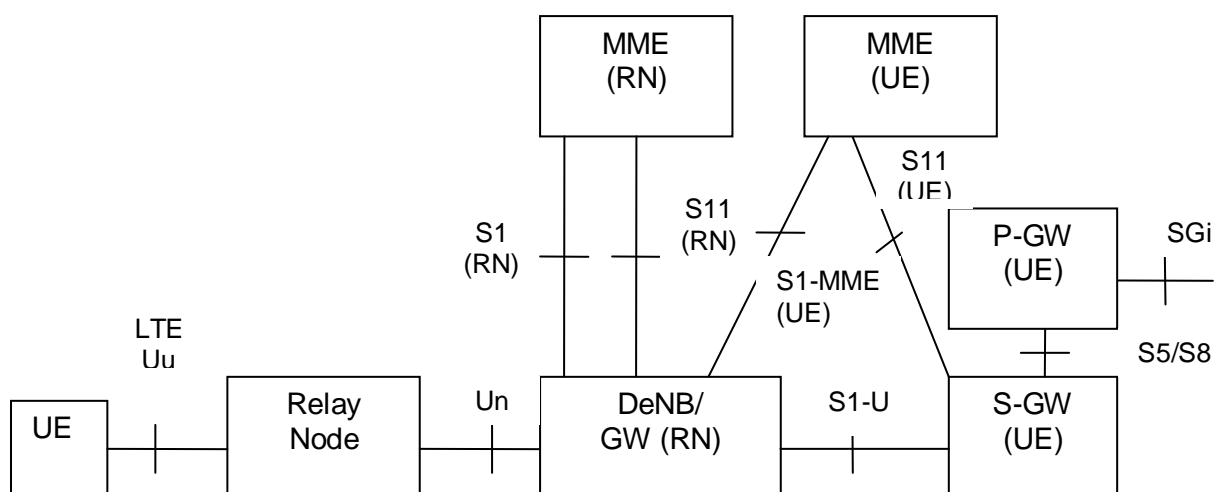 MME
(RN)
MME
(UE)
S11
(UE)
S1
(RN)
S11
(RN)
P-GW
(UE)
SGi
S1-MME
(UE)
LTE
Uu
S5/S8
UE
Relay
Node
Un
DeNB/
GW (RN)
S1-U
S-GW
(UE)